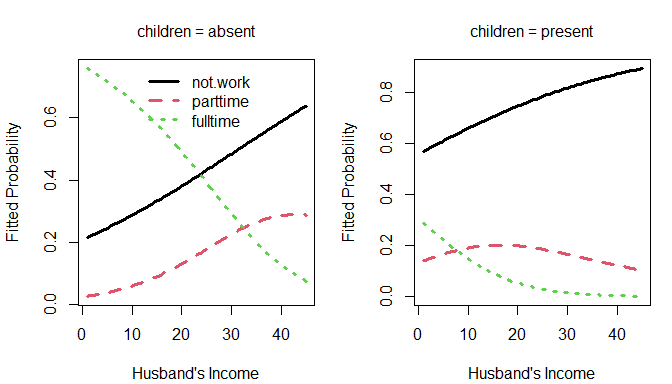 children = absent
not.work
parttime
fulltime
Fitted Probability
0.0
0.2
0.4
0.6
0 10 20 30 40
Husband's Income
children = present
Fitted Probability
0.0
0.2
0.4
0.6
0.8
0 10 20 30 40
Husband's Income